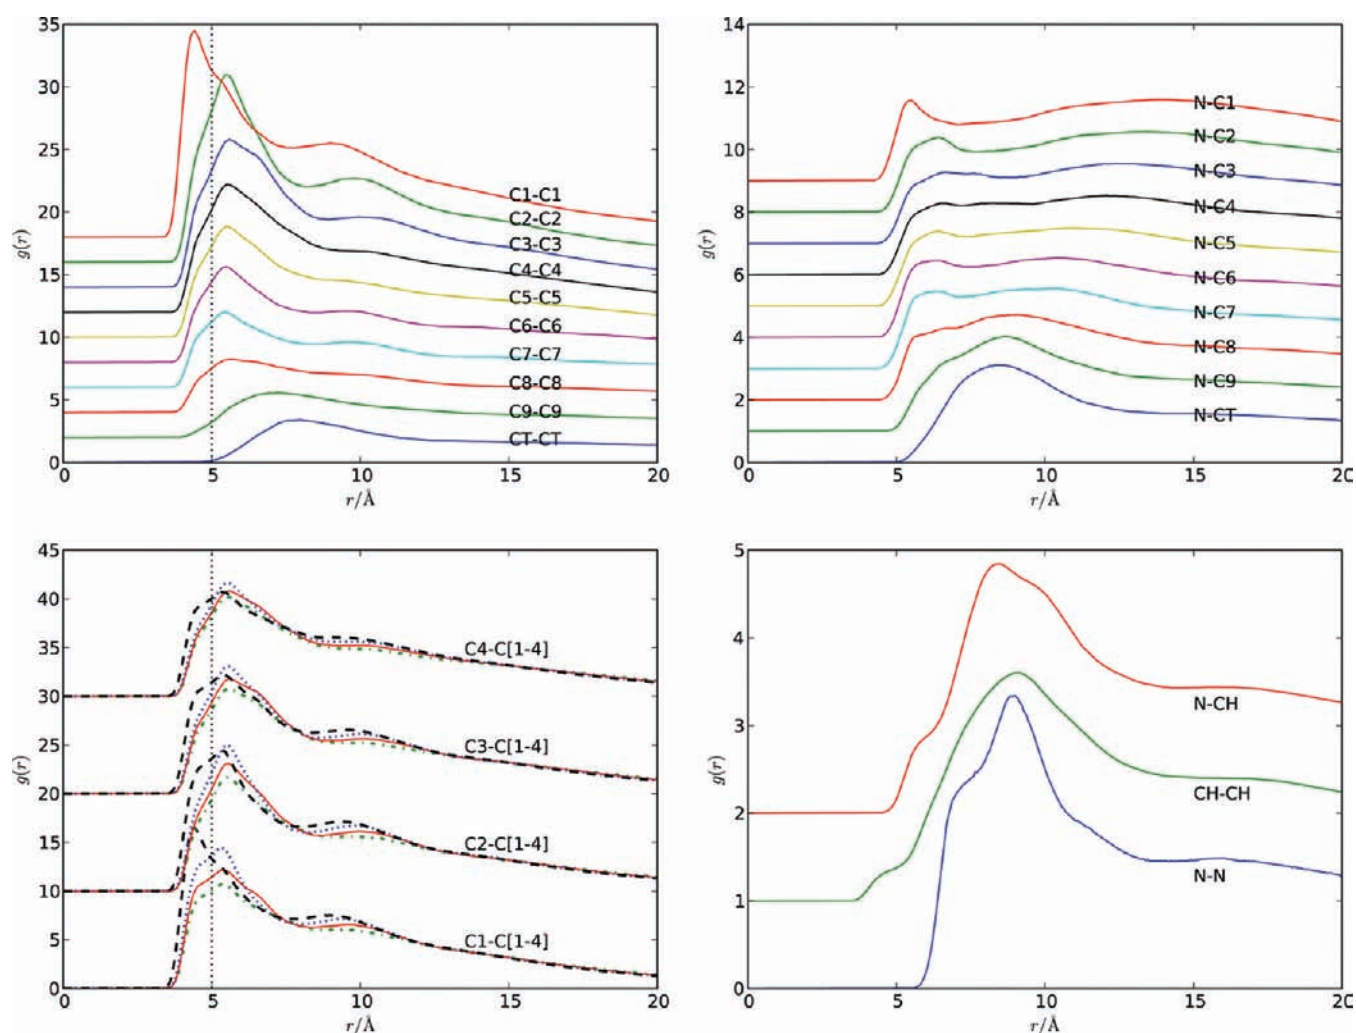 35
30
25
20
15
10
5
0
g(r)
C1-C1
C2-C2
C3-C3
C4-C4
C5-C5
C6-C6
C7-C7
C8-C8
C9-C9
CT-CT
0 5 10 15 20
r/Å
14
12
10
8
6
4
2
0
g(r)
N-C1
N-C2
N-C3
N-C4
N-C5
N-C6
N-C7
N-C8
N-C9
N-CT
0 5 10 15 20
r/Å
45
40
35
30
25
20
15
10
5
0
g(r)
C4-C[1-4]
C3-C[1-4]
C2-C[1-4]
C1-C[1-4]
0 5 10 15 20
r/Å
5
4
3
2
1
0
g(r)
N-CH
CH-CH
N-N
0 5 10 15 20
r/Å